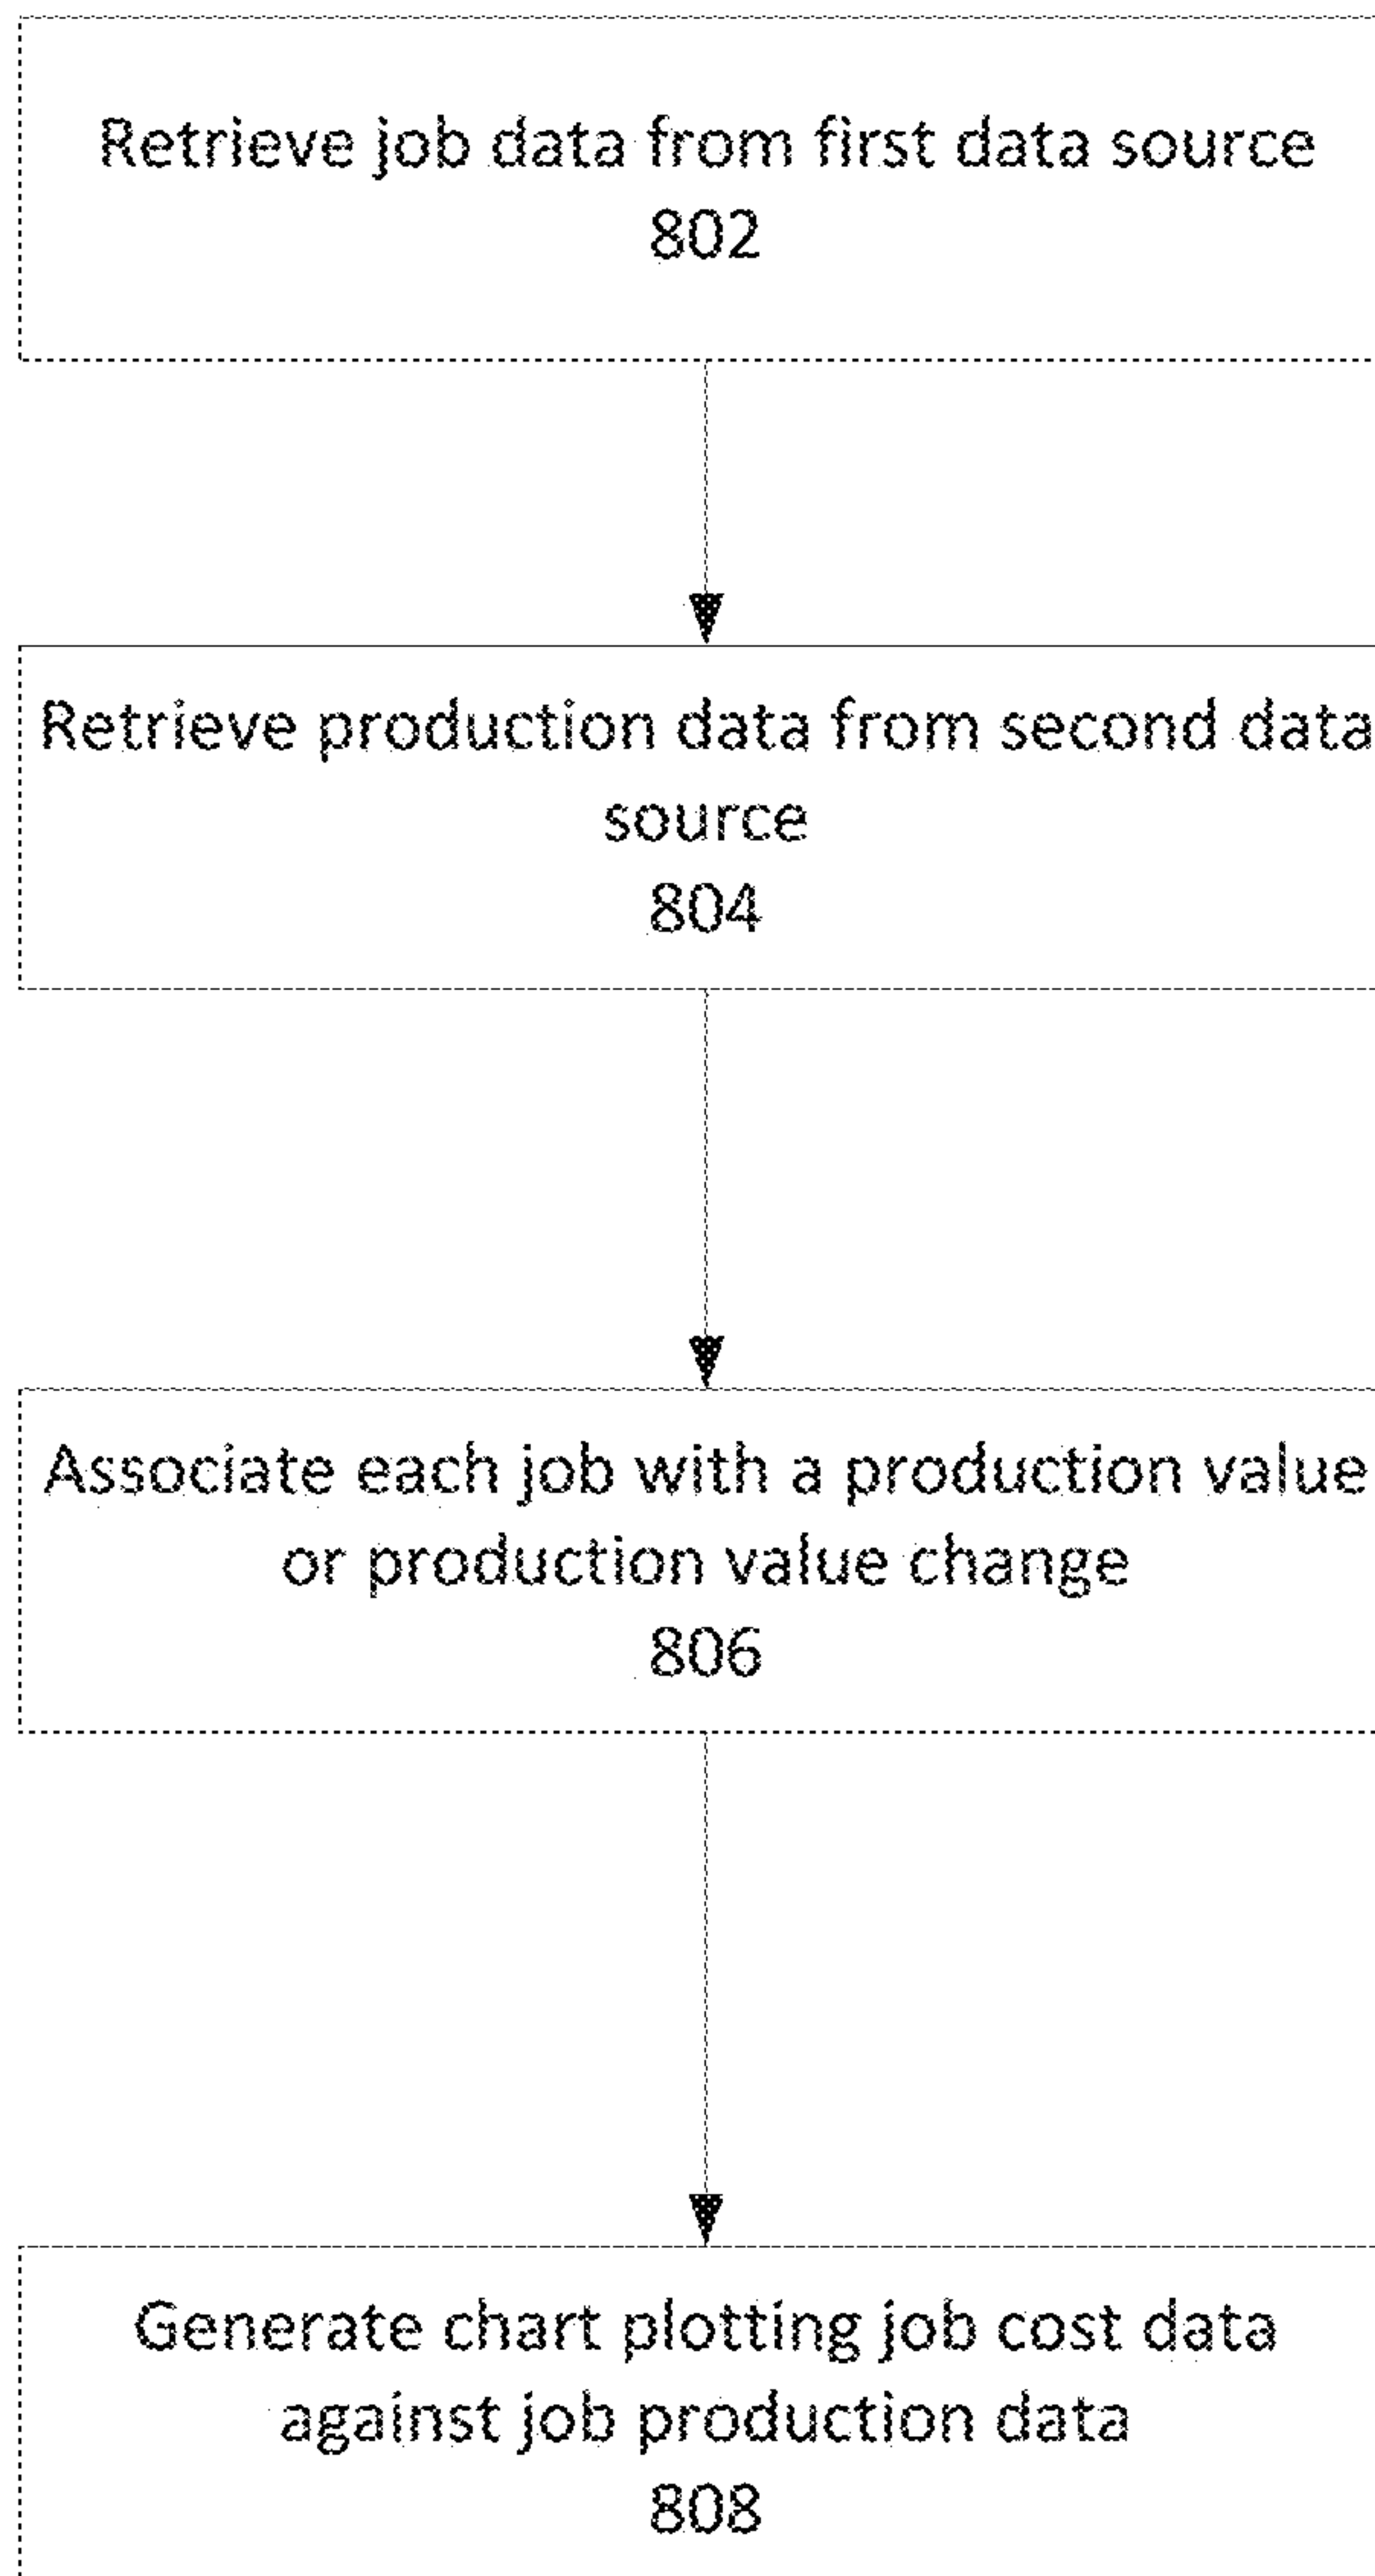 Retrieve job data from first data source
802
Retrieve production data from second data
source
804
Associate each job with a production value
or production value change
806
Generate chart plotting job cost data
against job production data
808